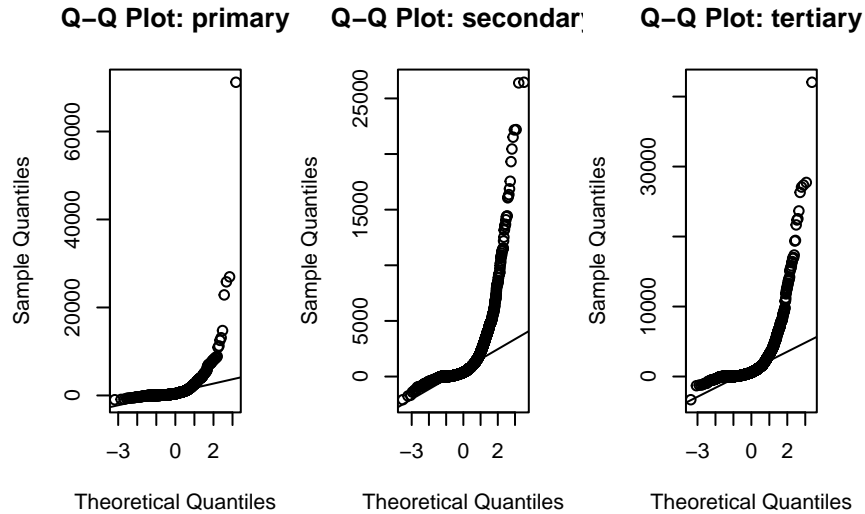 Q−Q Plot: primary
Sample Quantiles
0 20000 40000 60000
−3 0 2
Theoretical Quantiles
Q−Q Plot: secondary
Sample Quantiles
0 5000 15000 25000
−3 0 2
Theoretical Quantiles
Q−Q Plot: tertiary
Sample Quantiles
0 10000 30000
−3 0 2
Theoretical Quantiles